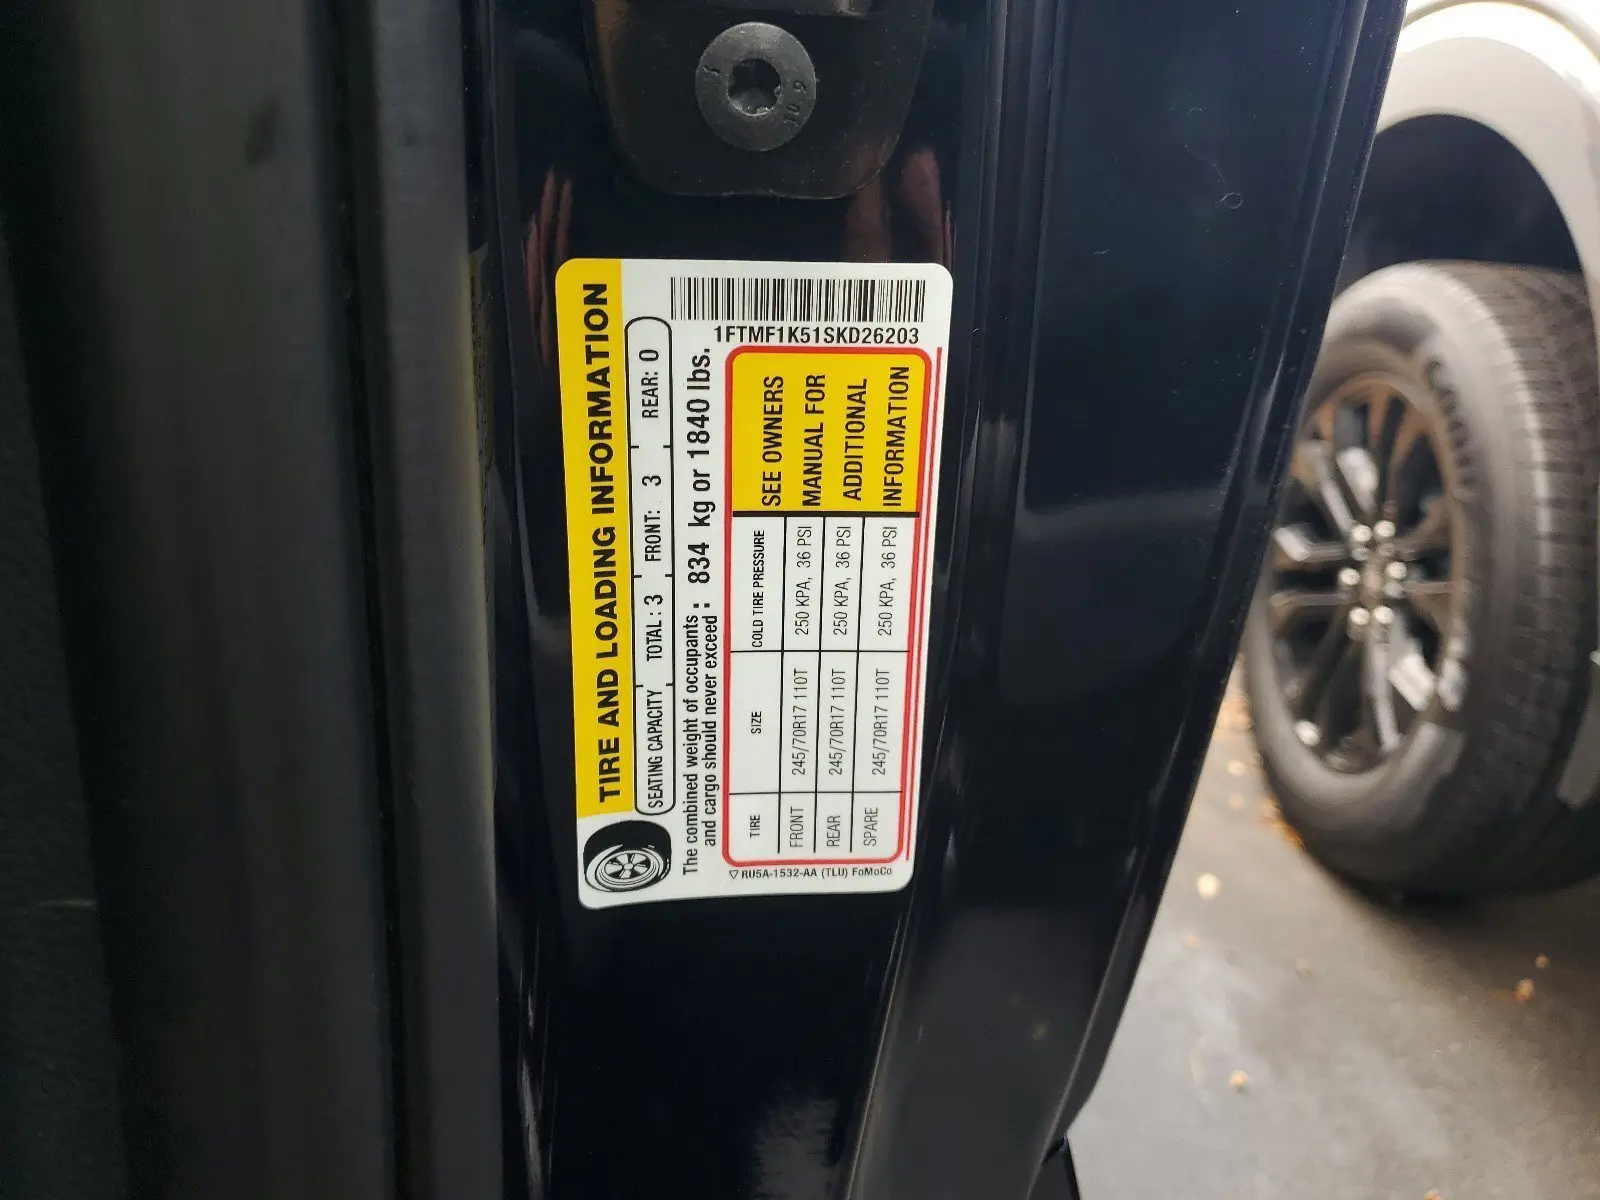 1FTMF1K51SKD26203
TIRE AND LOADING INFORMATION
SEATING CAPACITY TOTAL : 3 FRONT: 3 REAR: 0
The combined weight of occupants
and cargo should never exceed : 834 kg or 1840 lbs.
TIRE SIZE COLD TIRE PRESSURE
FRONT 245/70R17 110T 250 KPA, 36 PSI
REAR 245/70R17 110T 250 KPA, 36 PSI
SPARE 245/70R17 110T 250 KPA, 36 PSI
SEE OWNERS
MANUAL FOR
ADDITIONAL
INFORMATION
RU5A-1532-AA (TLU) FoMoCo